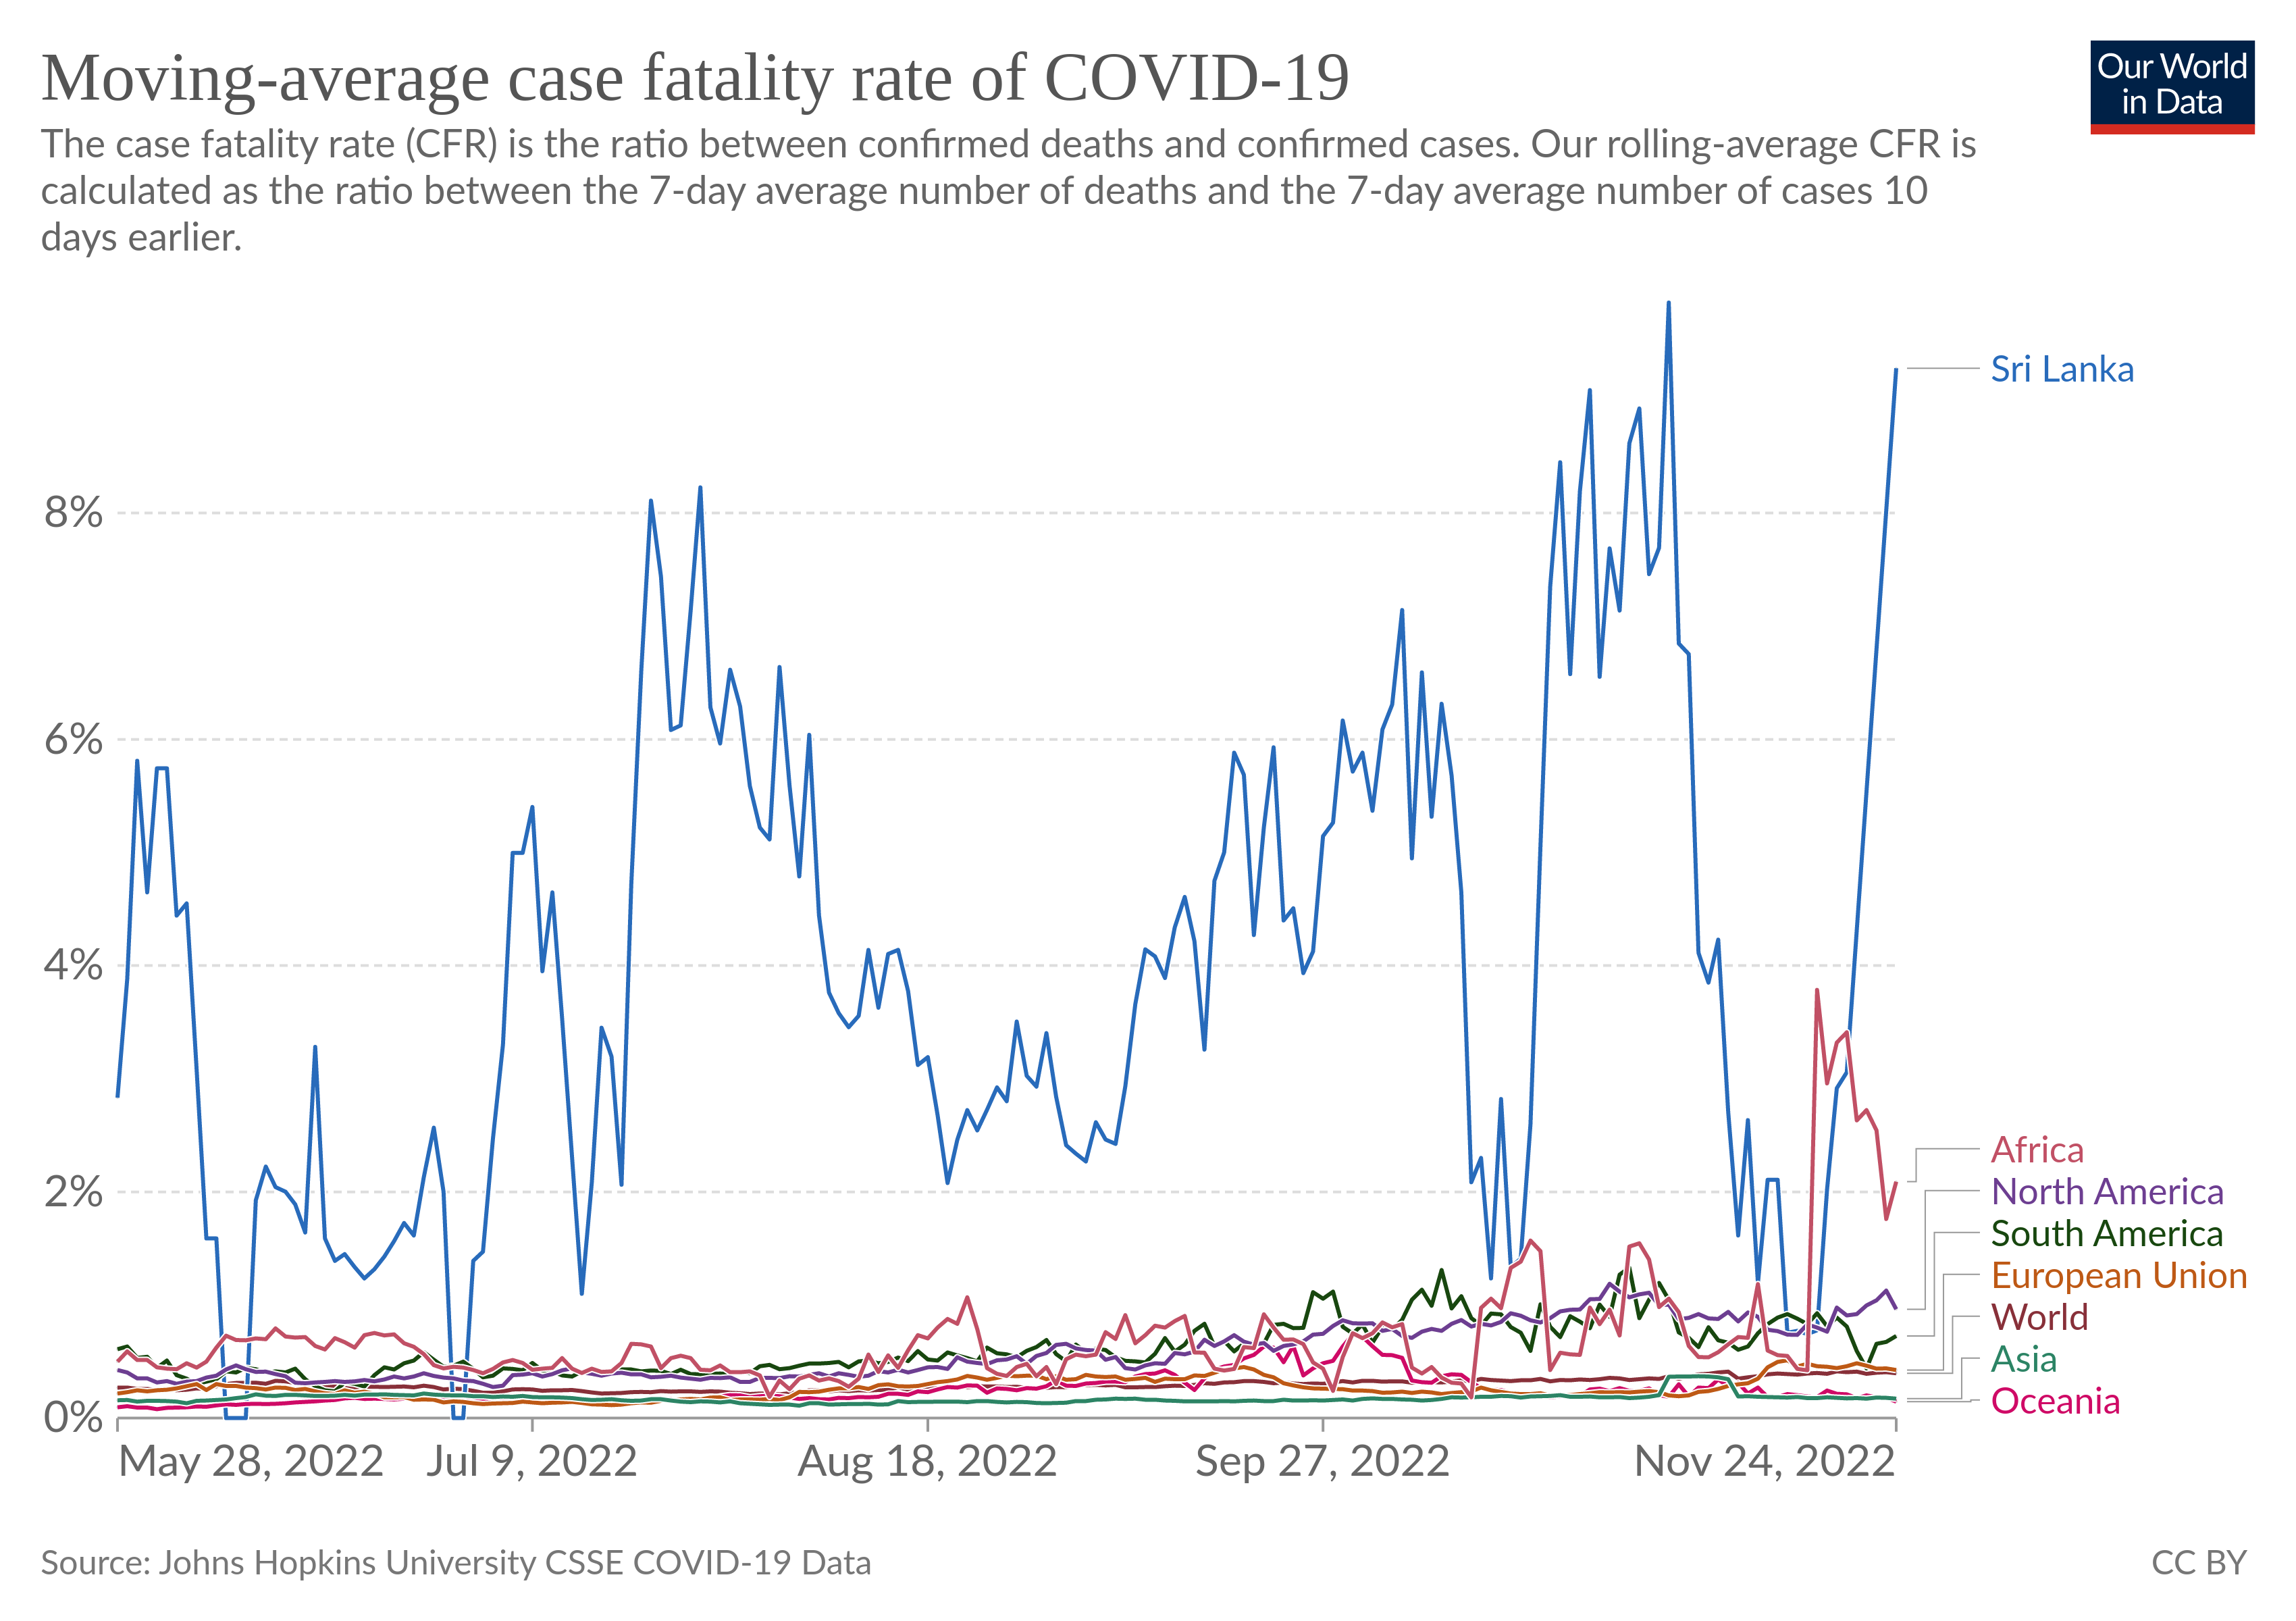 Moving-average case fatality rate of COVID-19
Our World
in Data
The case fatality rate (CFR) is the ratio between confirmed deaths and confirmed cases. Our rolling-average CFR is
calculated as the ratio between the 7-day average number of deaths and the 7-day average number of cases 10
days earlier.
Sri Lanka
8%
6%
4%
Africa
2%
North America
South America
European Union
World
Asia
Oceania
0%
May 28, 2022
Jul 9, 2022
Aug 18, 2022
Sep 27, 2022
Nov 24, 2022
Source: Johns Hopkins University CSSE COVID-19 Data
CC BY